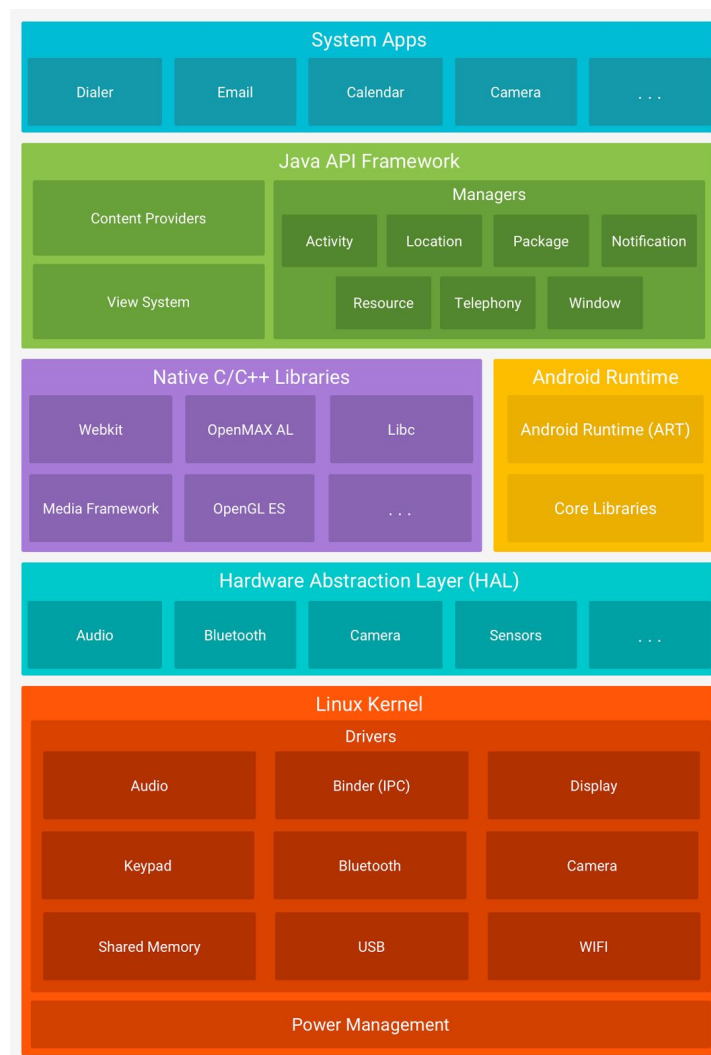 System Apps
Dialer
Email
Calendar
Camera
. . .
Java API Framework
Content Providers
View System
Managers
Activity
Location
Package
Notification
Resource
Telephony
Window
Native C/C++ Libraries
Webkit
OpenMAX AL
Libc
Media Framework
OpenGL ES
. . .
Android Runtime
Android Runtime (ART)
Core Libraries
Hardware Abstraction Layer (HAL)
Audio
Bluetooth
Camera
Sensors
. . .
Linux Kernel
Drivers
Audio
Binder (IPC)
Display
Keypad
Bluetooth
Camera
Shared Memory
USB
WIFI
Power Management